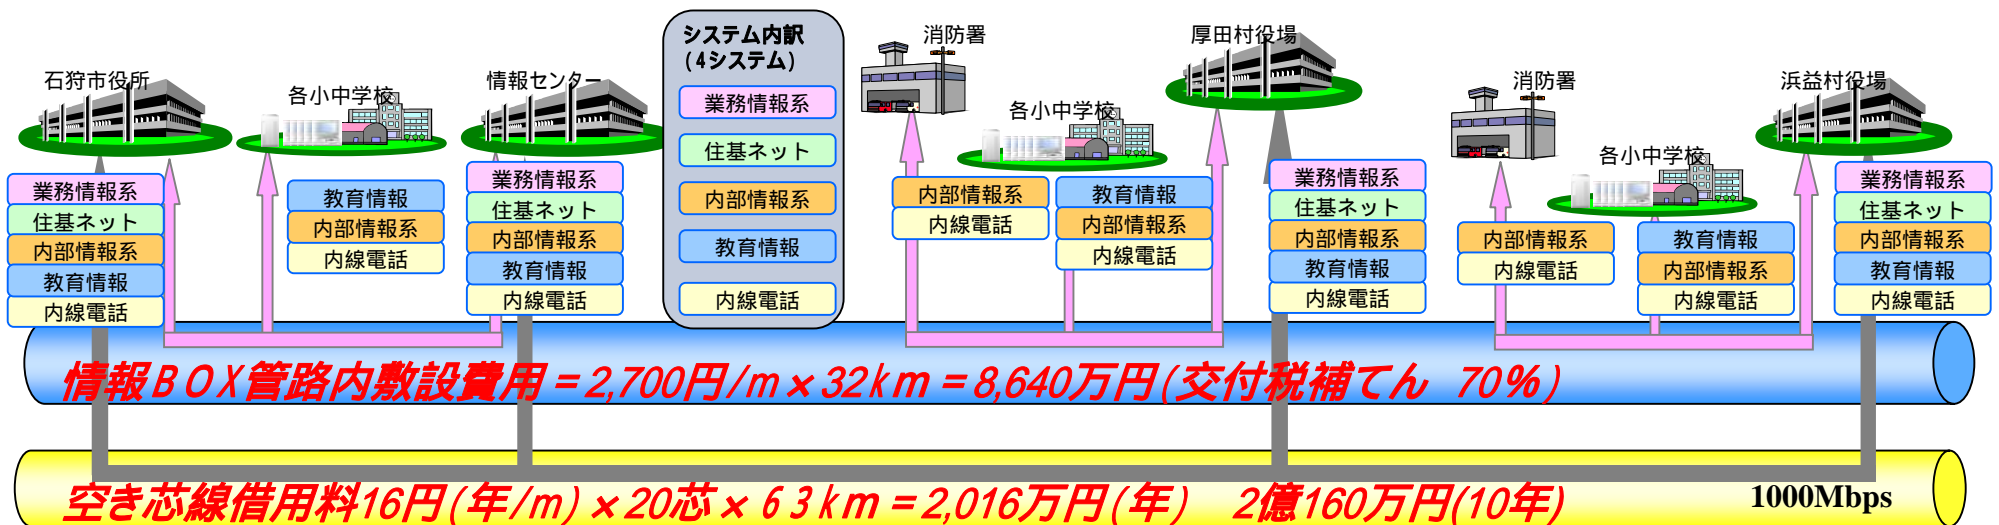 石狩市役所
業務情報系
住基ネット
内部情報系
教育情報
内線電話
各小中学校
教育情報
内部情報系
内線電話
情報センター
業務情報系
住基ネット
内部情報系
教育情報
内線電話
システム内訳
(4システム)
業務情報系
住基ネット
内部情報系
教育情報
内線電話
消防署
内部情報系
内線電話
各小中学校
教育情報
内部情報系
内線電話
厚田村役場
業務情報系
住基ネット
内部情報系
教育情報
内線電話
消防署
内部情報系
内線電話
各小中学校
教育情報
内部情報系
内線電話
浜益村役場
業務情報系
住基ネット
内部情報系
教育情報
内線電話
情報BOX管路内敷設費用=2,700円/m×32km=8,640万円(交付税補てん 70%)
空き芯線借用料16円(年/m)×20芯×63km=2,016万円(年) 2億160万円(10年)
1000Mbps